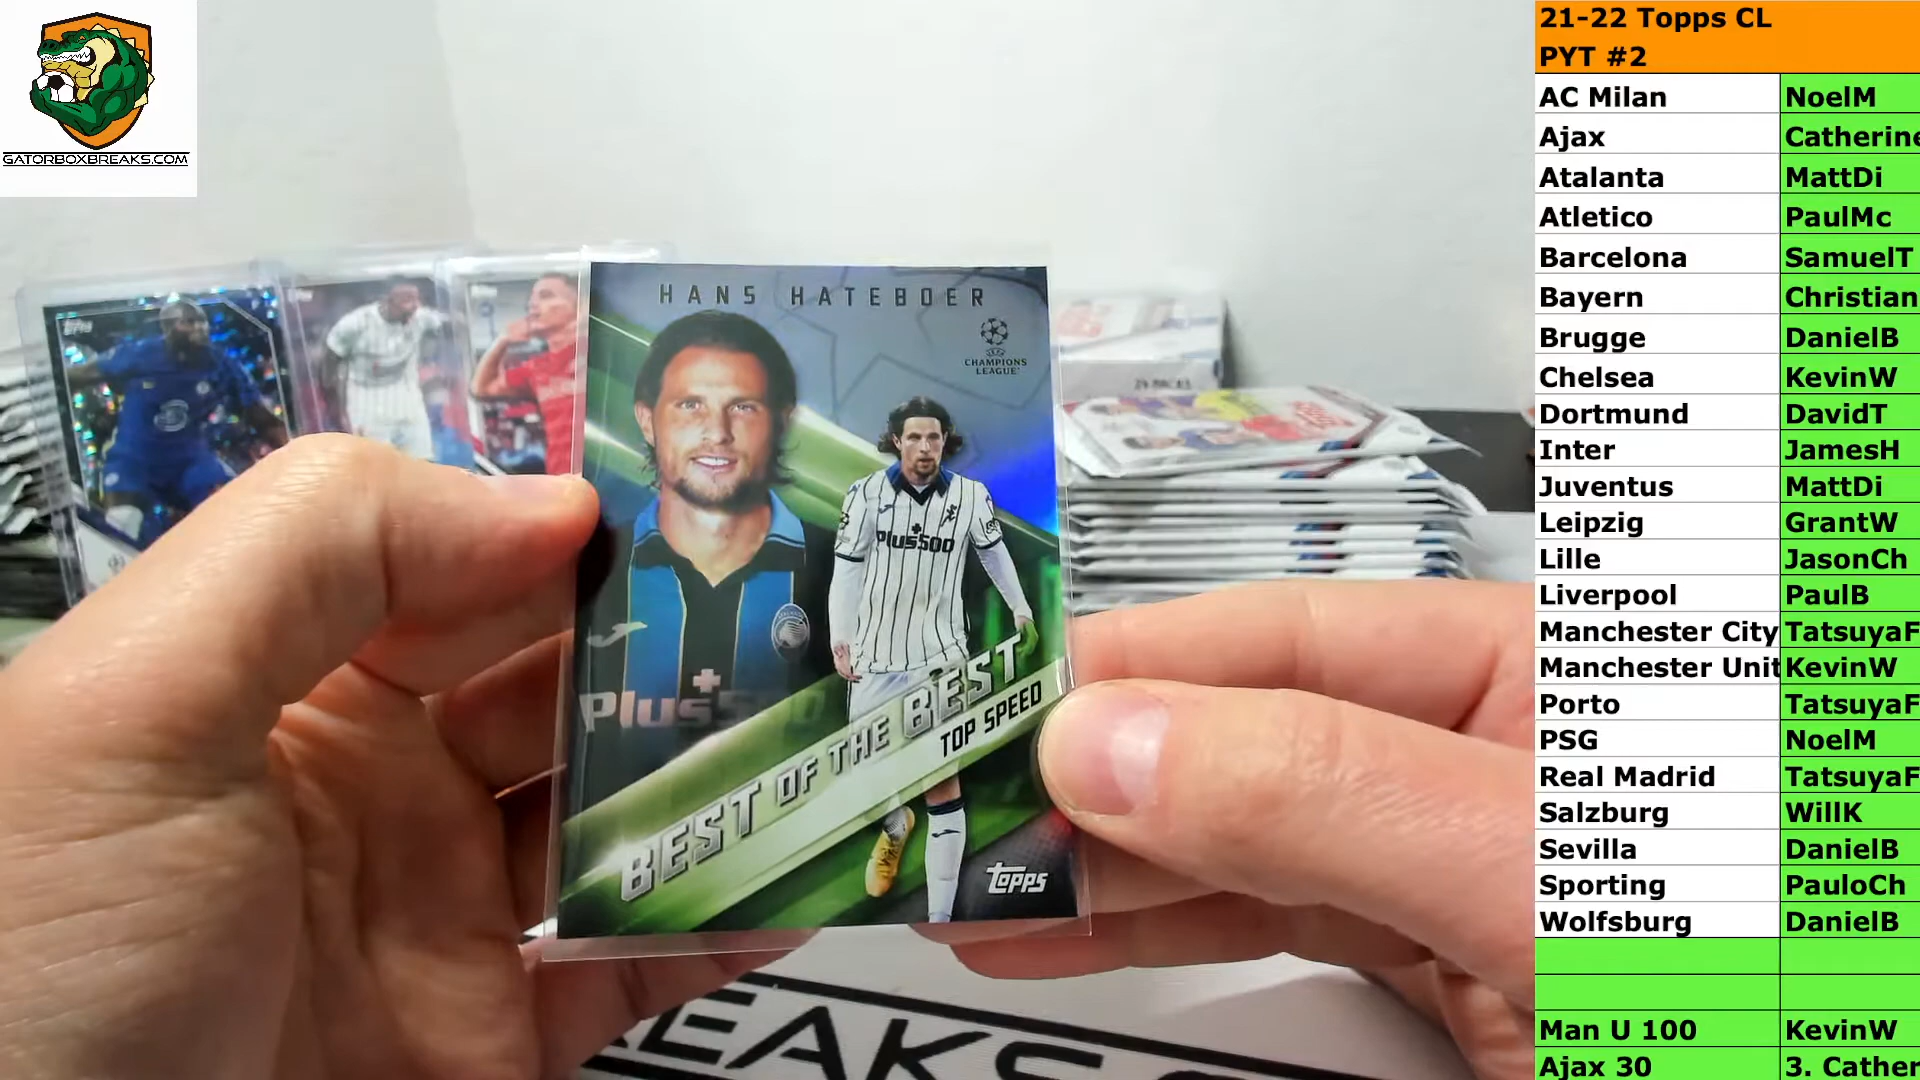 GATORBOXBREAKS.COM
HANS HATEBOER
CHAMPIONS
LEAGUE
Plus500
Plus500
BEST OF THE BEST
TOP SPEED
topps
EAKS
21-22 Topps CL
PYT #2
AC Milan NoelM
Ajax Catherine
Atalanta MattDi
Atletico PaulMc
Barcelona SamuelT
Bayern Christian
Brugge DanielB
Chelsea KevinW
Dortmund DavidT
Inter JamesH
Juventus MattDi
Leipzig GrantW
Lille JasonCh
Liverpool PaulB
Manchester City TatsuyaF
Manchester Unit KevinW
Porto TatsuyaF
PSG NoelM
Real Madrid TatsuyaF
Salzburg WillK
Sevilla DanielB
Sporting PauloCh
Wolfsburg DanielB
Man U 100 KevinW
Ajax 30 3. Cather